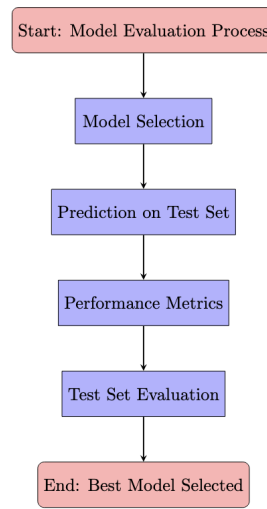 Start: Model Evaluation Process
Model Selection
Prediction on Test Set
Performance Metrics
Test Set Evaluation
End: Best Model Selected